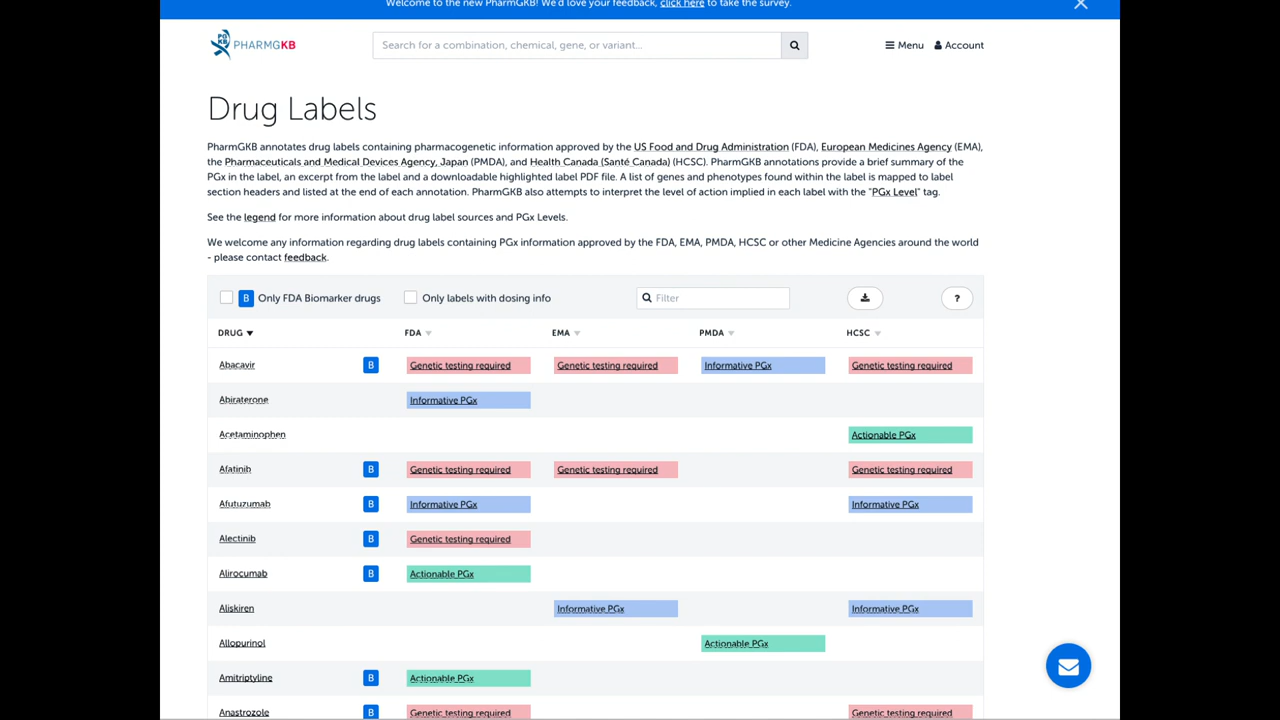 Welcome to the new PharmGKB! We'd love your feedback, click here to take the survey.
PHARMGKB
Search for a combination, chemical, gene, or variant...
Menu
Account
Drug Labels
PharmGKB annotates drug labels containing pharmacogenetic information approved by the US Food and Drug Administration (FDA), European Medicines Agency (EMA),
the Pharmaceuticals and Medical Devices Agency, Japan (PMDA), and Health Canada (Santé Canada) (HCSC). PharmGKB annotations provide a brief summary of the
PGx in the label, an excerpt from the label and a downloadable highlighted label PDF file. A list of genes and phenotypes found within the label is mapped to label
section headers and listed at the end of each annotation. PharmGKB also attempts to interpret the level of action implied in each label with the "PGx Level" tag.
See the legend for more information about drug label sources and PGx Levels.
We welcome any information regarding drug labels containing PGx information approved by the FDA, EMA, PMDA, HCSC or other Medicine Agencies around the world
- please contact feedback.
B Only FDA Biomarker drugs Only labels with dosing info Filter ?
DRUG FDA EMA PMDA HCSC
Abacavir B Genetic testing required Genetic testing required Informative PGx Genetic testing required
Abiraterone Informative PGx
Acetaminophen Actionable PGx
Afatinib B Genetic testing required Genetic testing required Genetic testing required
Afutuzumab B Informative PGx Informative PGx
Alectinib B Genetic testing required
Alirocumab B Actionable PGx
Aliskiren Informative PGx Informative PGx
Allopurinol Actionable PGx
Amitriptyline B Actionable PGx
Anastrozole B Genetic testing required Genetic testing required